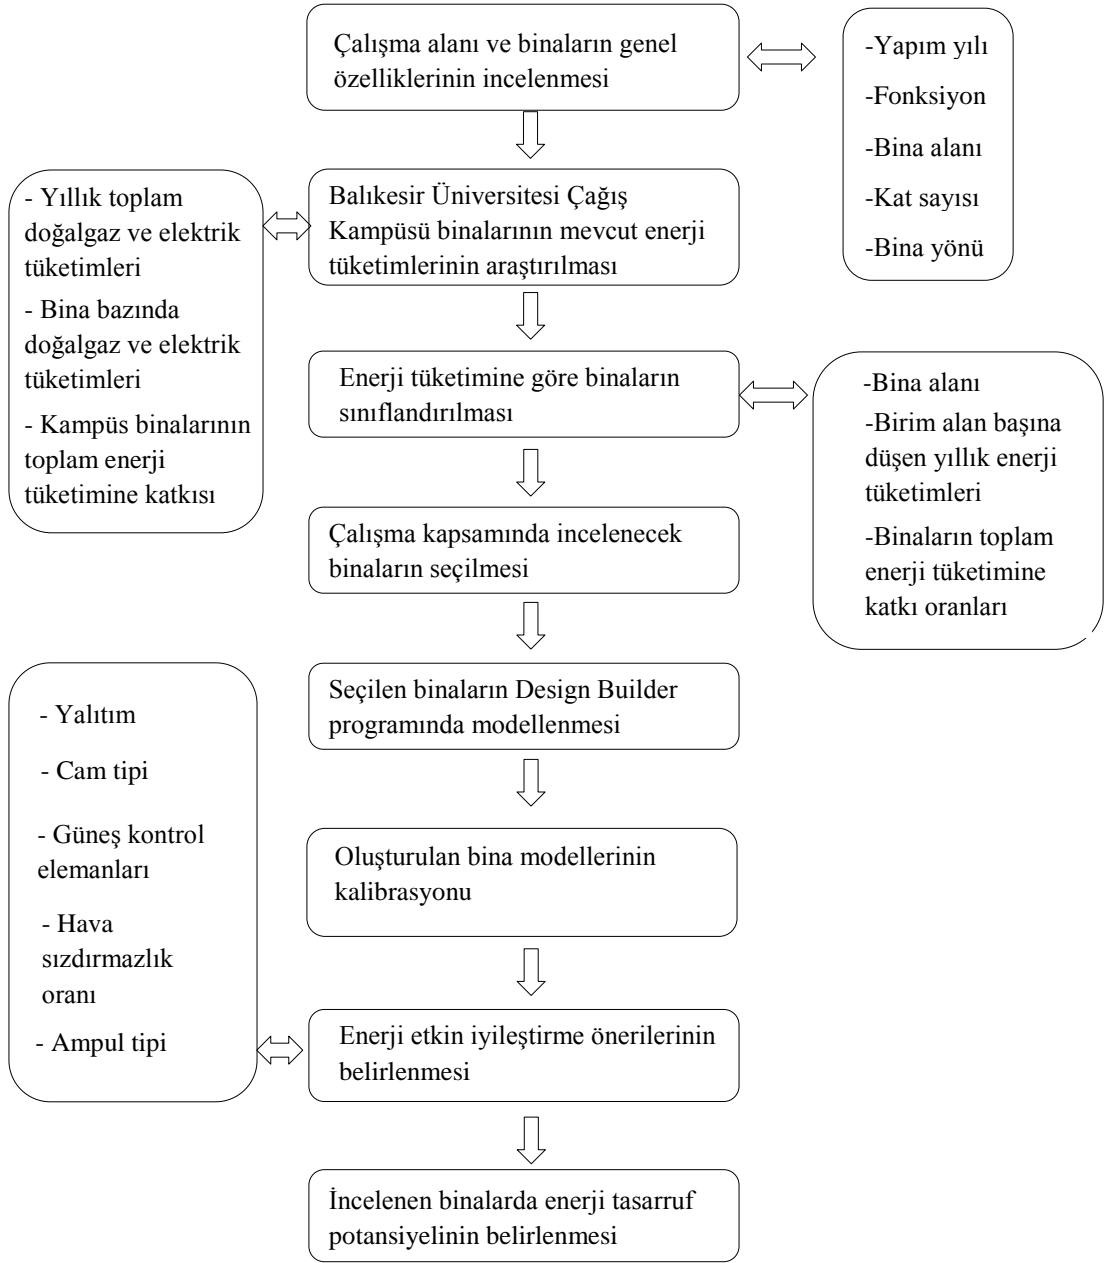 Çalışma alanı ve binaların genel
özelliklerinin incelenmesi
-Yapım yılı
-Fonksiyon
-Bina alanı
-Kat sayısı
-Bina yönü
- Yıllık toplam
doğalgaz ve elektrik
tüketimleri
- Bina bazında
doğalgaz ve elektrik
tüketimleri
- Kampüs binalarının
toplam enerji
tüketimine katkısı
Balıkesir Üniversitesi Çağış
Kampüsü binalarının mevcut enerji
tüketimlerinin araştırılması
Enerji tüketimine göre binaların
sınıflandırılması
-Bina alanı
-Birim alan başına
düşen yıllık enerji
tüketimleri
-Binaların toplam
enerji tüketimine
katkı oranları
Çalışma kapsamında incelenecek
binaların seçilmesi
Seçilen binaların Design Builder
programında modellenmesi
Oluşturulan bina modellerinin
kalibrasyonu
- Yalıtım
- Cam tipi
- Güneş kontrol
elemanları
- Hava
sızdırmazlık
oranı
- Ampul tipi
Enerji etkin iyileştirme önerilerinin
belirlenmesi
İncelenen binalarda enerji tasarruf
potansiyelinin belirlenmesi